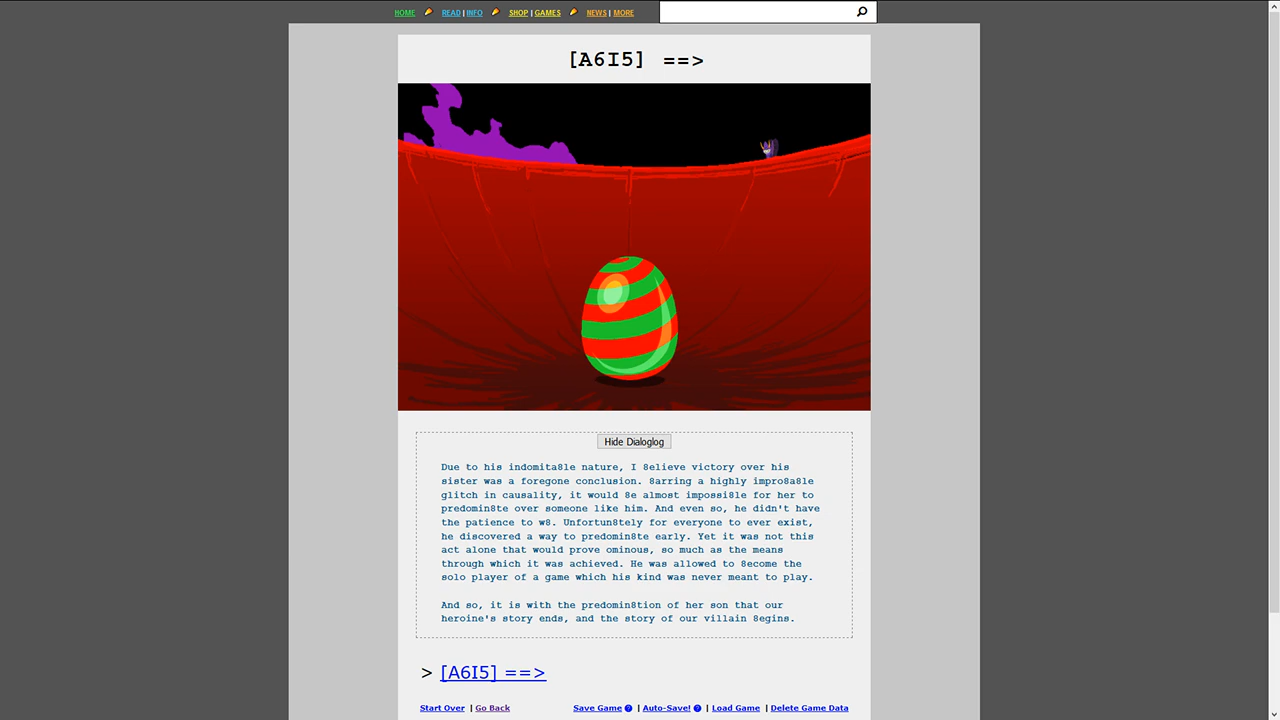 HOME READ | INFO SHOP | GAMES NEWS | MORE
[A6I5] ==>
Hide Dialoglog
Due to his indomita8le nature, I 8elieve victory over his
sister was a foregone conclusion. 8arring a highly impro8a8le
glitch in causality, it would 8e almost impossi8le for her to
predomin8te over someone like him. And even so, he didn't have
the patience to w8. Unfortun8tely for everyone to ever exist,
he discovered a way to predomin8te early. Yet it was not this
act alone that would prove ominous, so much as the means
through which it was achieved. He was allowed to 8ecome the
solo player of a game which his kind was never meant to play.
And so, it is with the predomin8tion of her son that our
heroine's story ends, and the story of our villain 8egins.
> [A6I5] ==>
Start Over | Go Back Save Game ? | Auto-Save! ? | Load Game | Delete Game Data